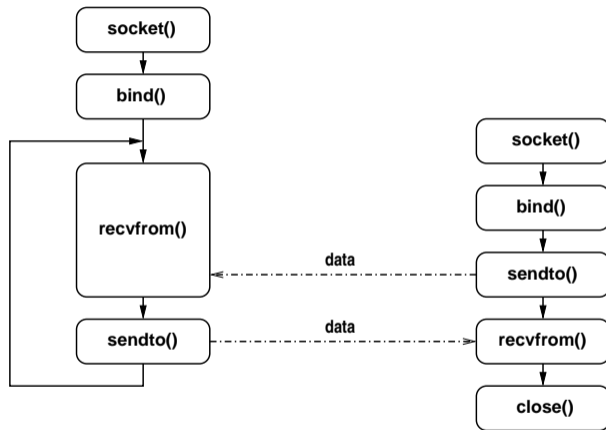 socket()
bind()
recvfrom()
sendto()
data
data
socket()
bind()
sendto()
recvfrom()
close()